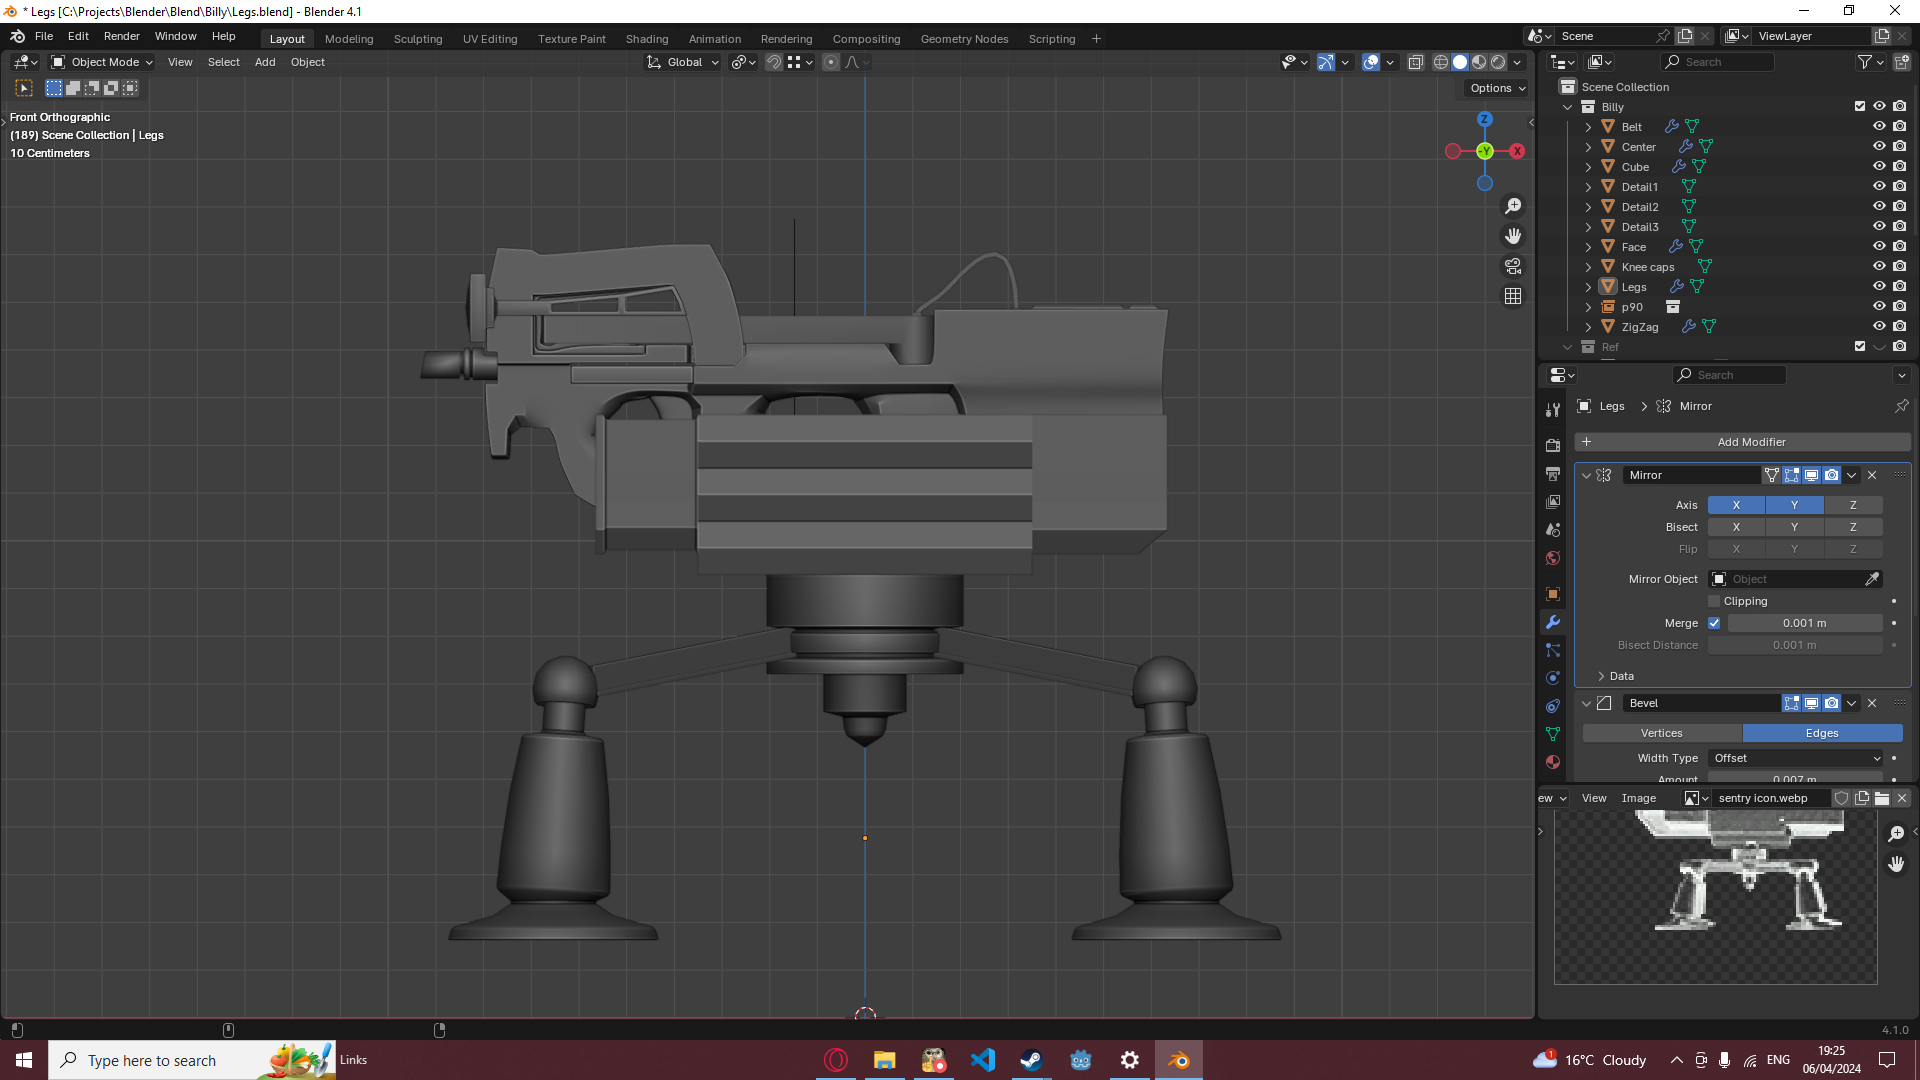 * Legs [C:\Projects\Blender\Blend\Billy\Legs.blend] - Blender 4.1
File Edit Render Window Help Layout Modeling Sculpting UV Editing Texture Paint Shading Animation Rendering Compositing Geometry Nodes Scripting + Scene ViewLayer
Object Mode View Select Add Object Global Search
Options
Front Orthographic
(189) Scene Collection | Legs
10 Centimeters
Z
-Y X
Scene Collection
Billy
Belt
Center
Cube
Detail1
Detail2
Detail3
Face
Knee caps
Legs
p90
ZigZag
Ref
Search
Legs > Mirror
+ Add Modifier
Mirror
Axis X Y Z
Bisect X Y Z
Flip X Y Z
Mirror Object Object
Clipping
Merge 0.001 m
Bisect Distance 0.001 m
Data
Bevel
Vertices Edges
Width Type Offset
Amount 0.007 m
ew View Image sentry icon.webp
4.1.0
Type here to search Links 1 16°C Cloudy ENG 19:25
06/04/2024